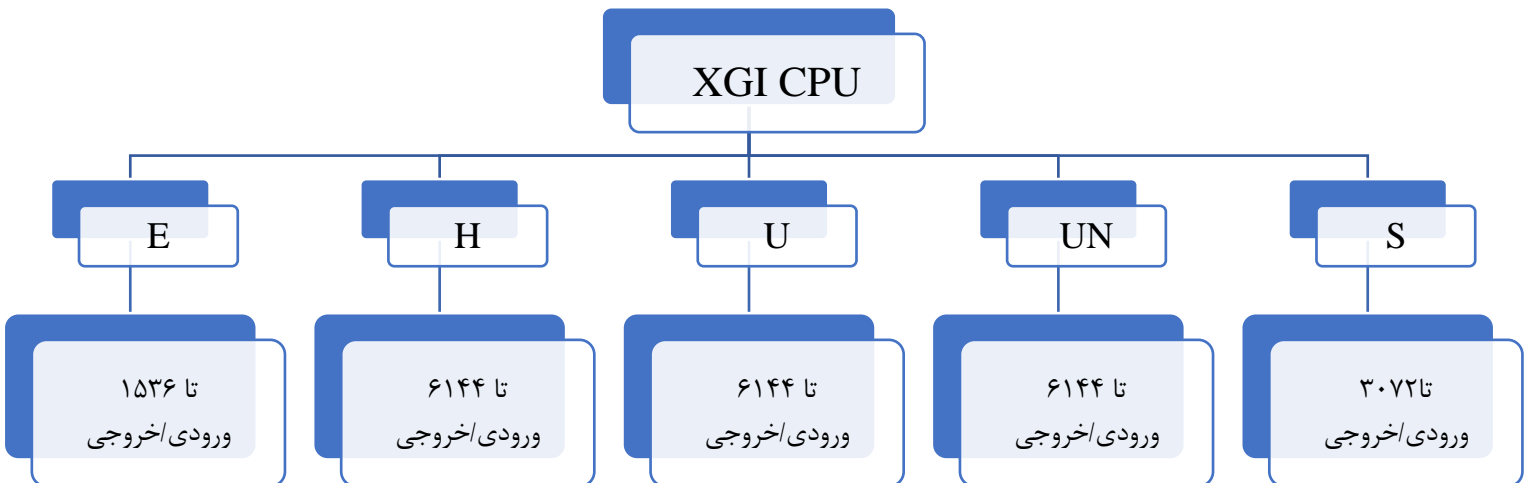 XGI CPU
E
H
U
UN
S
تا ۱۵۳۶
ورودی/خروجی
تا ۶۱۴۴
ورودی/خروجی
تا ۶۱۴۴
ورودی/خروجی
تا ۶۱۴۴
ورودی/خروجی
تا۳۰۷۲
ورودی/خروجی